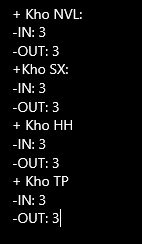 + Kho NVL:
-IN: 3
-OUT: 3
+Kho SX:
-IN: 3
-OUT: 3
+ Kho HH
-IN: 3
-OUT: 3
+ Kho TP
-IN: 3
-OUT: 3